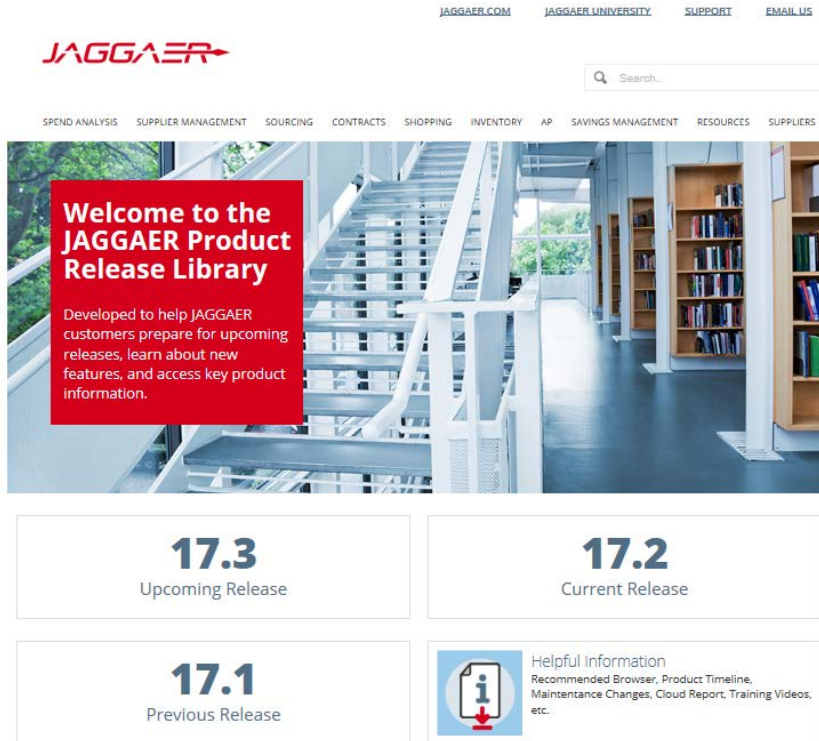 JAGGAER.COM JAGGAER UNIVERSITY SUPPORT EMAIL US
JAGGAER
Search..
SPEND ANALYSIS SUPPLIER MANAGEMENT SOURCING CONTRACTS SHOPPING INVENTORY AP SAVINGS MANAGEMENT RESOURCES SUPPLIERS
Welcome to the
JAGGAER Product
Release Library
Developed to help JAGGAER
customers prepare for upcoming
releases, learn about new
features, and access key product
information.
17.3
Upcoming Release
17.2
Current Release
17.1
Previous Release
Helpful Information
Recommended Browser, Product Timeline,
Maintentance Changes, Cloud Report, Training Videos,
etc.